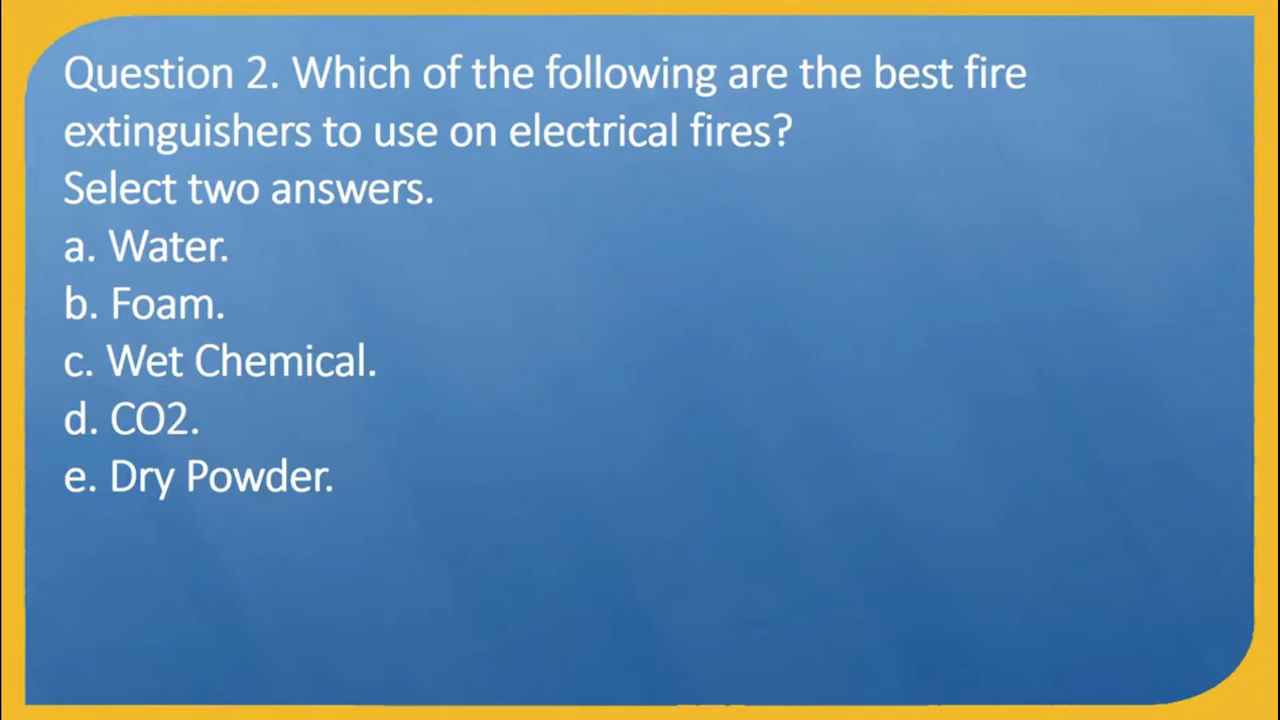 Question 2. Which of the following are the best fire
extinguishers to use on electrical fires?
Select two answers.
a. Water.
b. Foam.
c. Wet Chemical.
d. CO2.
e. Dry Powder.